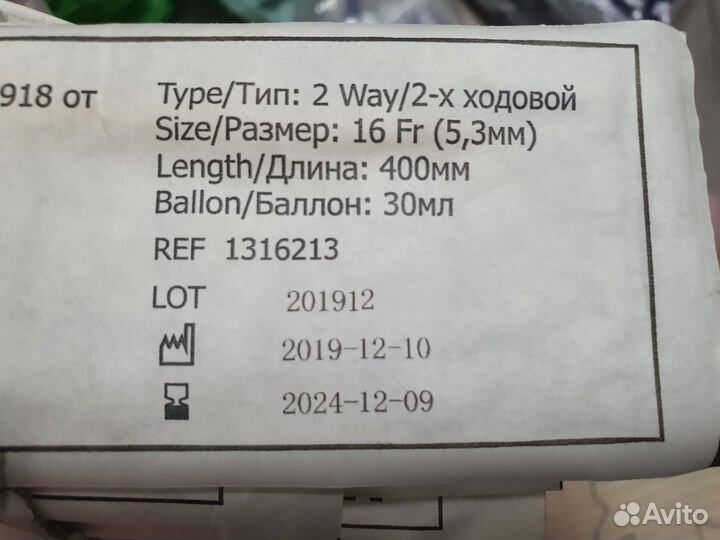 918 от
Type/Тип: 2 Way/2-х ходовой
Size/Размер: 16 Fr (5,3мм)
Length/Длина: 400мм
Ballon/Баллон: 30мл
REF 1316213
LOT 201912
2019-12-10
2024-12-09
Avito